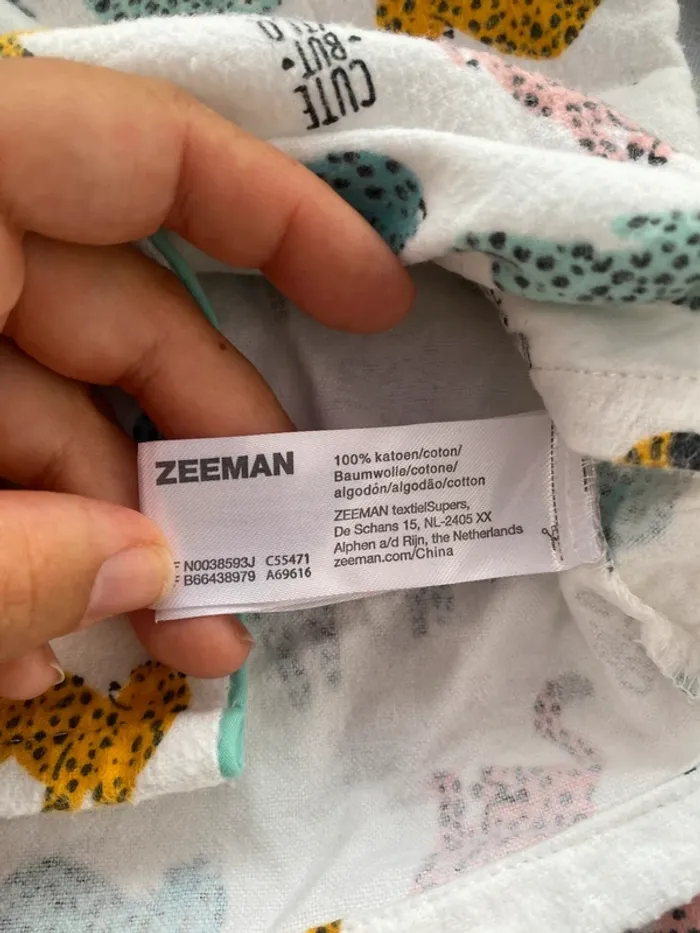 CUTE
·BUT·
ZEEMAN
100% katoen/coton/
Baumwolle/cotone/
algodón/algodão/cotton
ZEEMAN textielSupers,
De Schans 15, NL-2405 XX
Alphen a/d Rijn, the Netherlands
zeeman.com/China
N0038593J C55471
B66438979 A69616